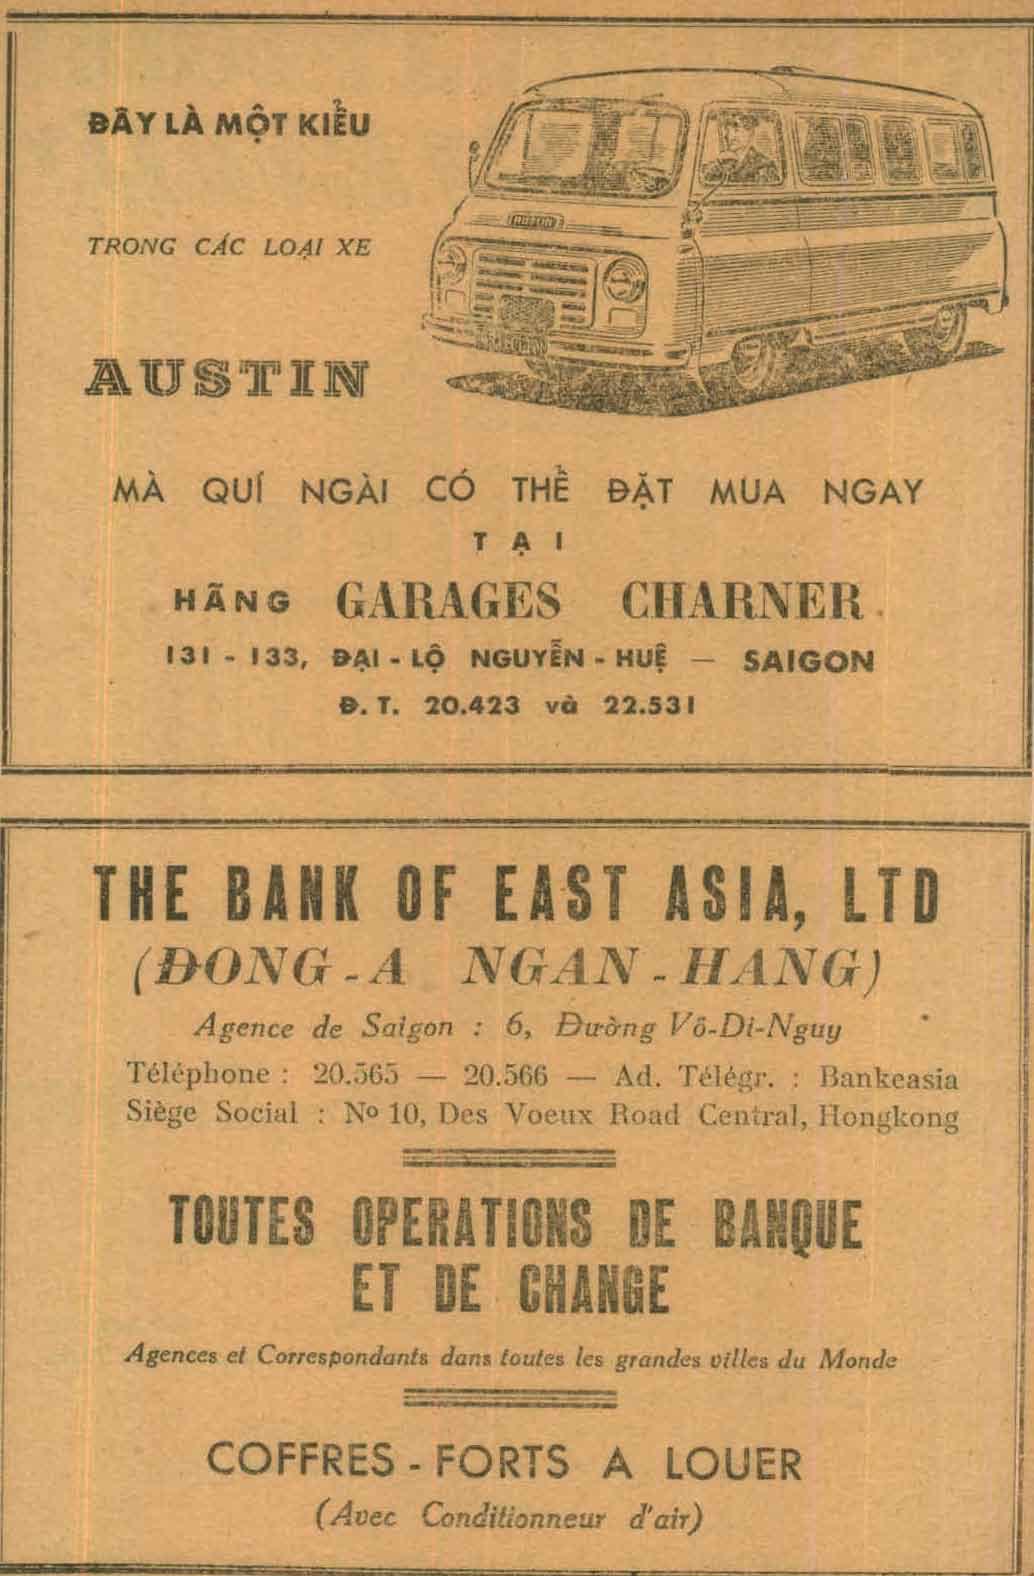 ĐÂY LÀ MỘT KIỂU
TRONG CÁC LOẠI XE
AUSTIN
AUSTIN
MÀ QUÍ NGÀI CÓ THỂ ĐẶT MUA NGAY
TẠI
HÃNG GARAGES CHARNER
131 - 133, ĐẠI - LỘ NGUYỄN - HUỆ — SAIGON
Đ. T. 20.423 và 22.531
THE BANK OF EAST ASIA, LTD
(ĐONG - A NGAN - HANG)
Agence de Saigon : 6, Đường Võ-Di-Nguy
Téléphone : 20.565 — 20.566 — Ad. Télégr. : Bankeasia
Siège Social : No 10, Des Voeux Road Central, Hongkong
TOUTES OPERATIONS DE BANQUE
ET DE CHANGE
Agences et Correspondants dans toutes les grandes villes du Monde
COFFRES - FORTS A LOUER
(Avec Conditionneur d'air)